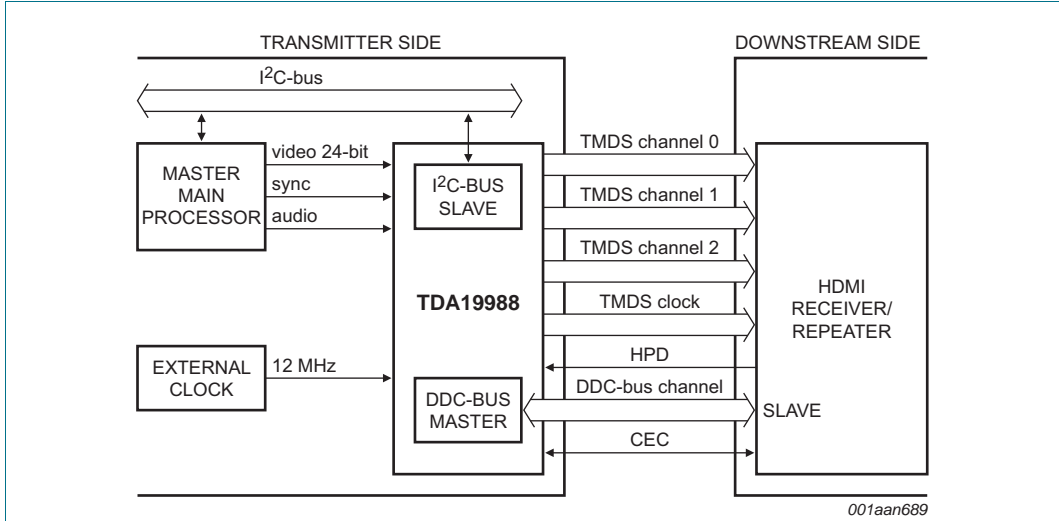 TRANSMITTER SIDE
DOWNSTREAM SIDE
I2C-bus
MASTER
MAIN
PROCESSOR
video 24-bit
sync
audio
I2C-BUS
SLAVE
TDA19988
EXTERNAL
CLOCK
12 MHz
DDC-BUS
MASTER
TMDS channel 0
TMDS channel 1
TMDS channel 2
TMDS clock
HPD
DDC-bus channel
CEC
HDMI
RECEIVER/
REPEATER
SLAVE
001aan689